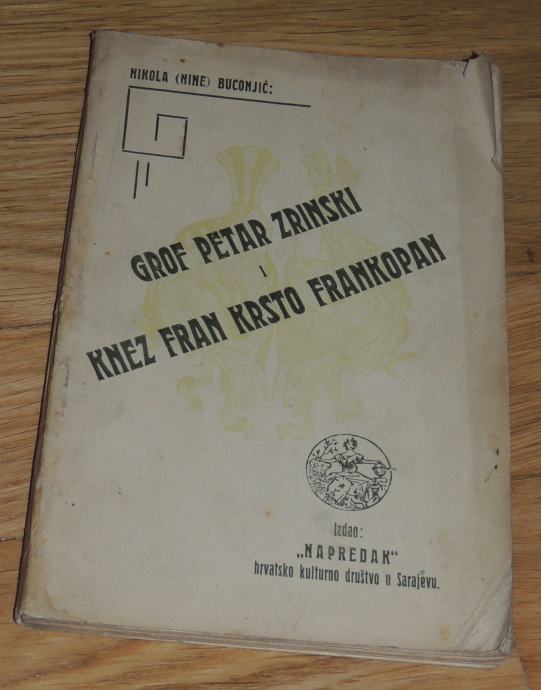 NIKOLA (NINE) BUCONJIĆ:
GROF PETAR ZRINSKI
I
KNEZ FRAN KRSTO FRANKOPAN
Izdao:
„NAPREDAK“
hrvatsko kulturno društvo u Sarajevu.